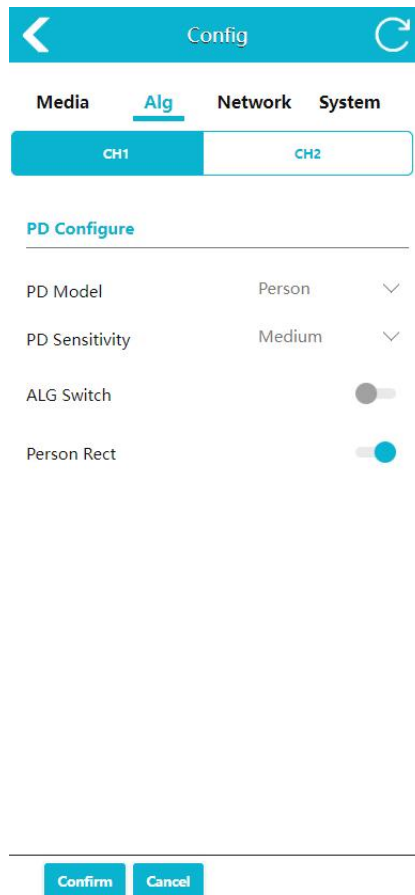 Config
Media Alg Network System
CH1 CH2
PD Configure
PD Model Person
PD Sensitivity Medium
ALG Switch
Person Rect
Confirm Cancel